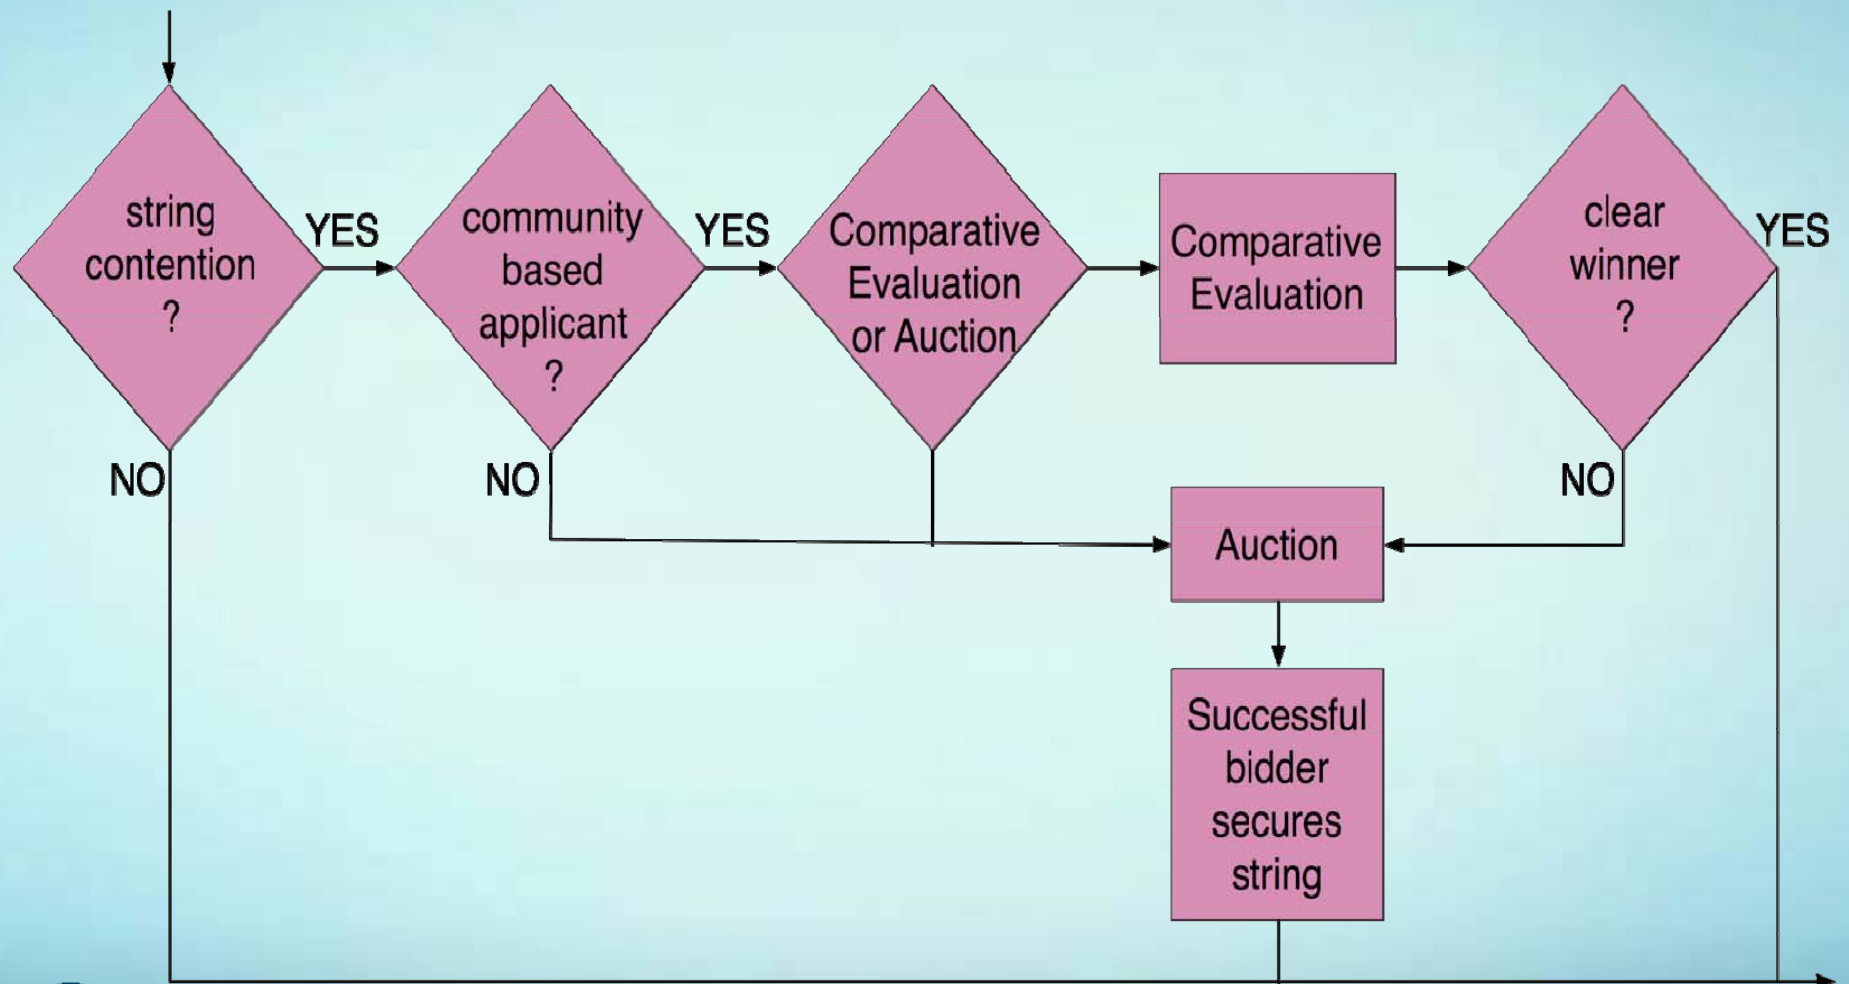 string
contention
?
YES
NO
community
based
applicant
?
YES
NO
Comparative
Evaluation
or Auction
Comparative
Evaluation
clear
winner
?
YES
NO
Auction
Successful
bidder
secures
string